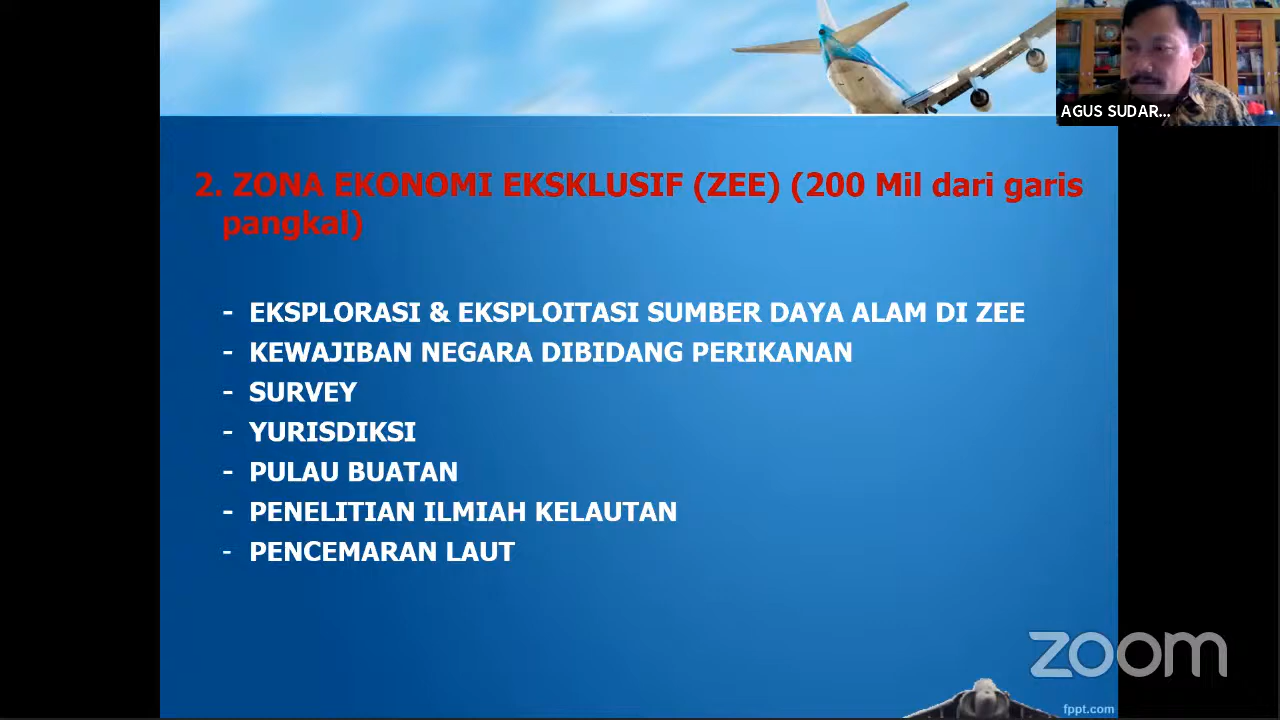 AGUS SUDAR...
2. ZONA EKONOMI EKSKLUSIF (ZEE) (200 Mil dari garis
pangkal)
- EKSPLORASI & EKSPLOITASI SUMBER DAYA ALAM DI ZEE
- KEWAJIBAN NEGARA DIBIDANG PERIKANAN
- SURVEY
- YURISDIKSI
- PULAU BUATAN
- PENELITIAN ILMIAH KELAUTAN
- PENCEMARAN LAUT
zoom
fppt.com